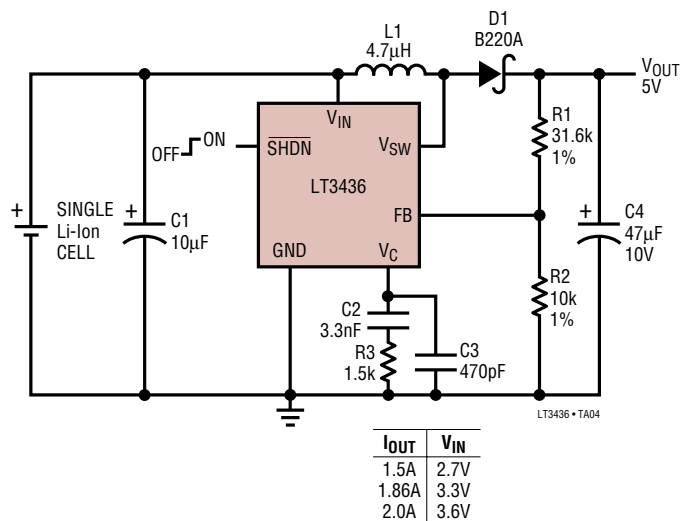 L1
4.7µH
D1
B220A
VOUT
5V
OFF
ON
VIN
SHDN
VSW
LT3436
FB
GND
VC
R1
31.6k
1%
+
SINGLE
Li-Ion
CELL
+
C1
10µF
+
C4
47µF
10V
R2
10k
1%
C2
3.3nF
R3
1.5k
C3
470pF
LT3436 • TA04
IOUT VIN
1.5A 2.7V
1.86A 3.3V
2.0A 3.6V